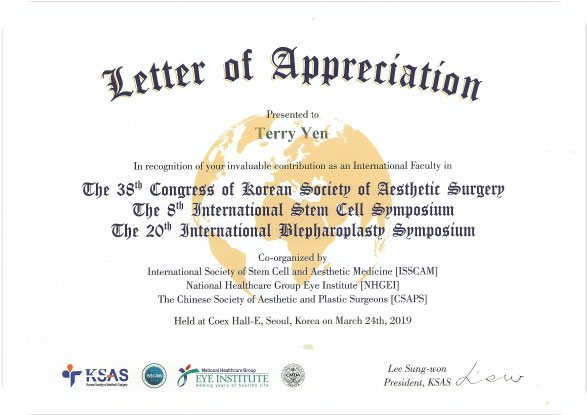 Letter of Appreciation
Presented to
Terry Yen
In recognition of your invaluable contribution as an International Faculty in
The 38th Congress of Korean Society of Aesthetic Surgery
The 8th International Stem Cell Symposium
The 20th International Blepharoplasty Symposium
Co-organized by
International Society of Stem Cell and Aesthetic Medicine [ISSCAM]
National Healthcare Group Eye Institute [NHGEI]
The Chinese Society of Aesthetic and Plastic Surgeons [CSAPS]
Held at Coex Hall-E, Seoul, Korea on March 24th, 2019
KSAS
Korean Society of Aesthetic Surgery
ISSCAM
National Healthcare Group
EYE INSTITUTE
Adding years of healthy life
CMDA
Lee Sung-won
President, KSAS